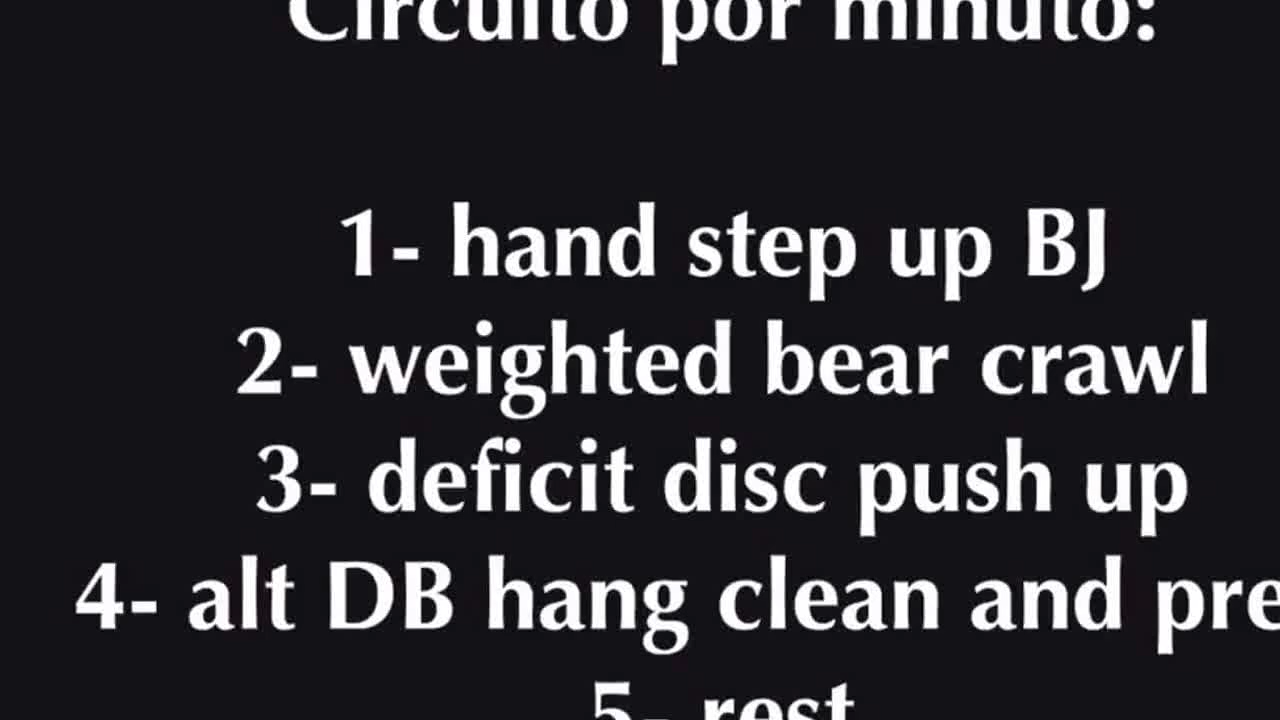 Circuito por minuto:
1- hand step up BJ
2- weighted bear crawl
3- deficit disc push up
4- alt DB hang clean and pre
5- rest